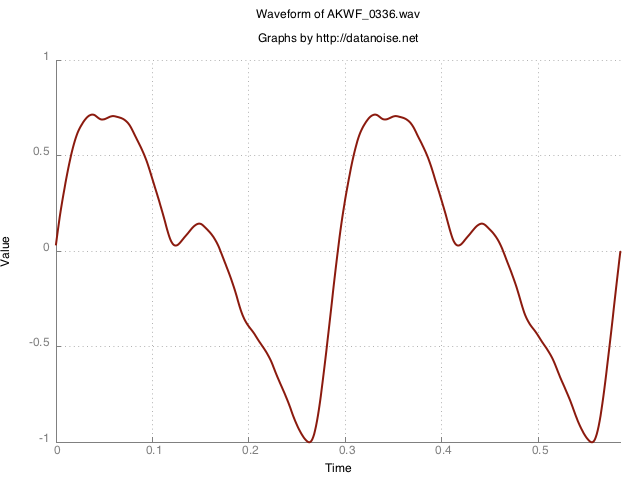 Waveform of AKWF_0336.wav
Graphs by http://datanoise.net
1
0.5
0
-0.5
-1
Value
0 0.1 0.2 0.3 0.4 0.5
Time